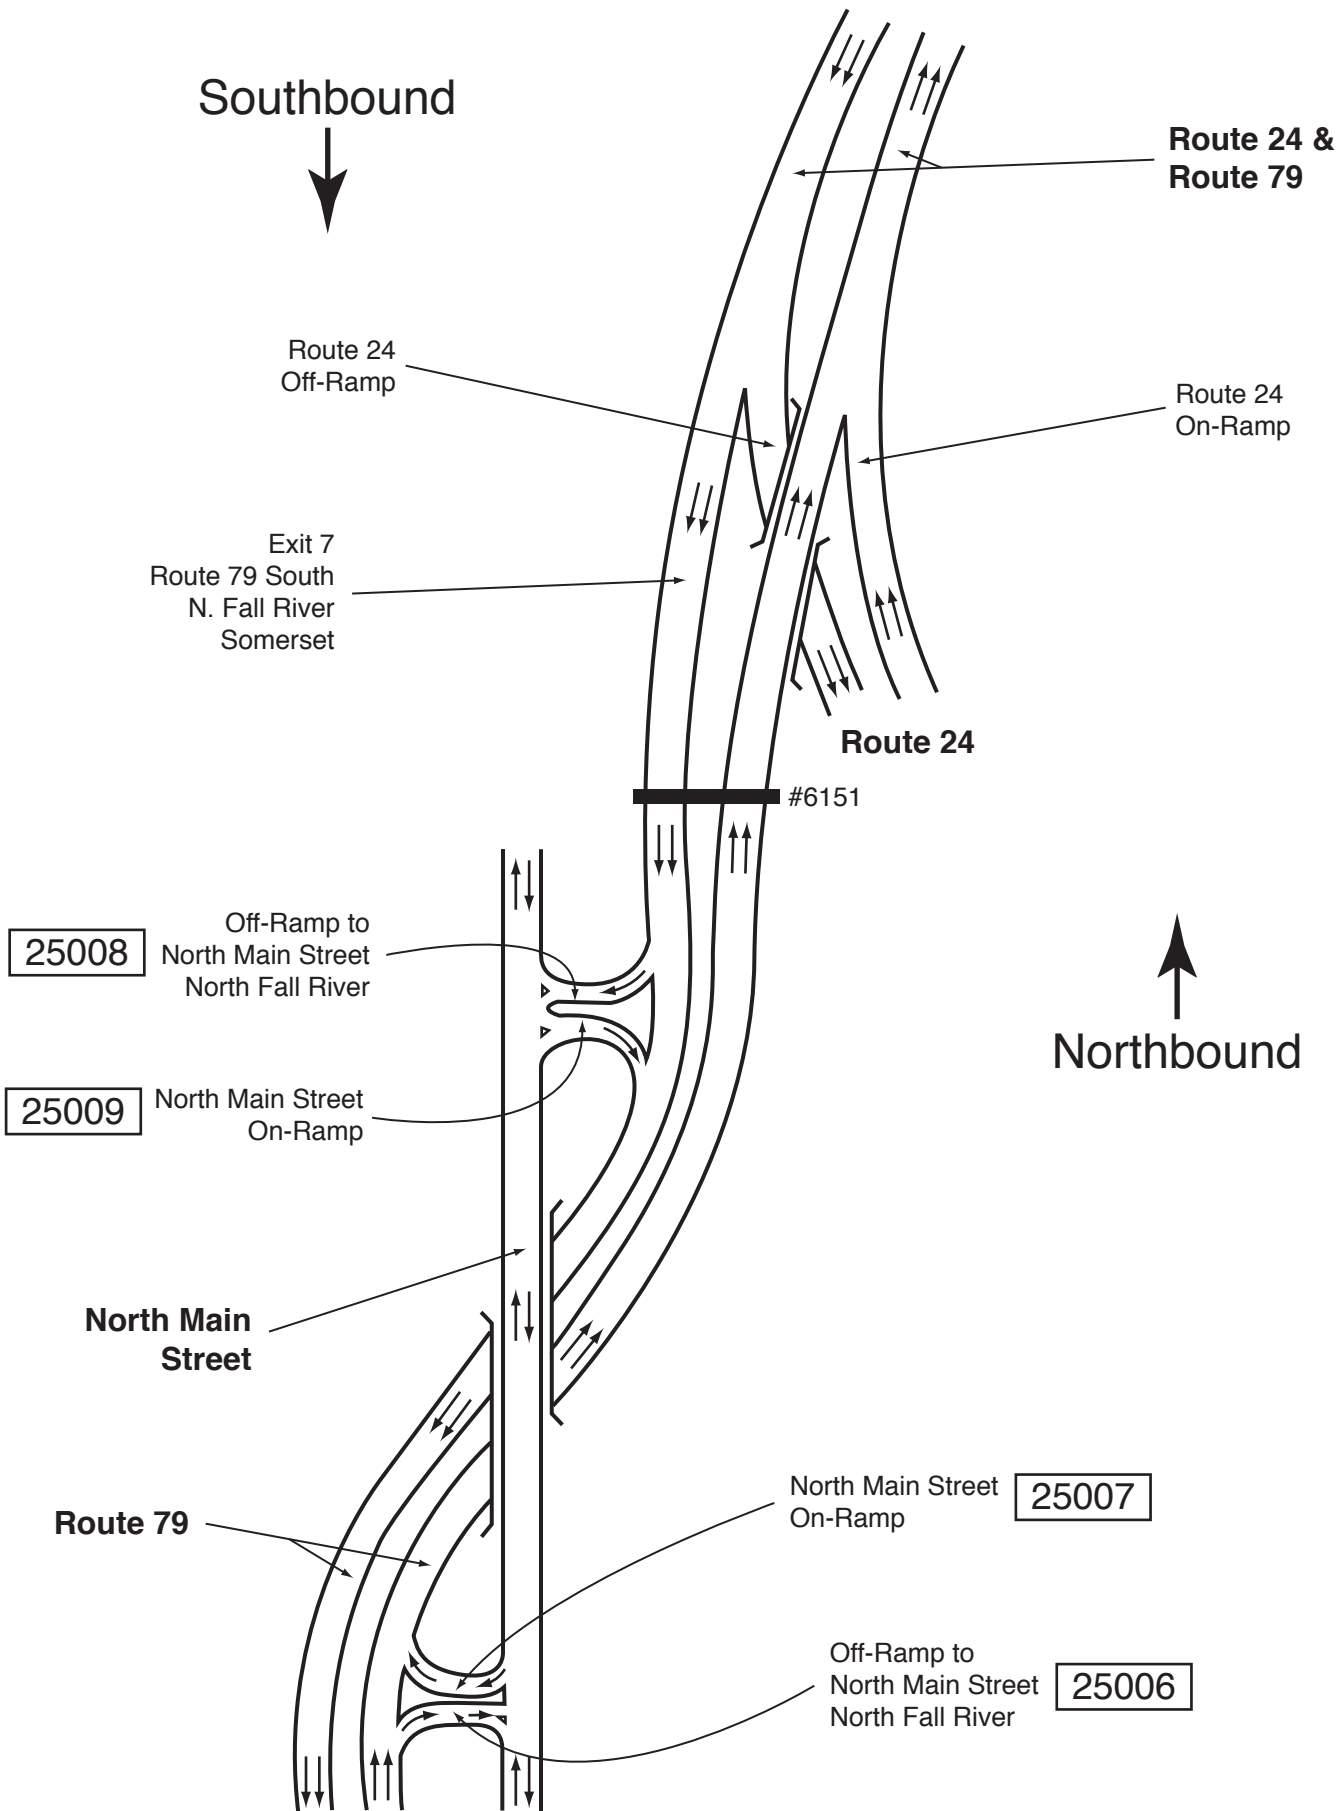 Southbound
Route 24 &
Route 79
Route 24
Off-Ramp
Route 24
On-Ramp
Exit 7
Route 79 South
N. Fall River
Somerset
Route 24
#6151
25008
Off-Ramp to
North Main Street
North Fall River
Northbound
25009
North Main Street
On-Ramp
North Main
Street
North Main Street
On-Ramp
25007
Route 79
Off-Ramp to
North Main Street
North Fall River
25006